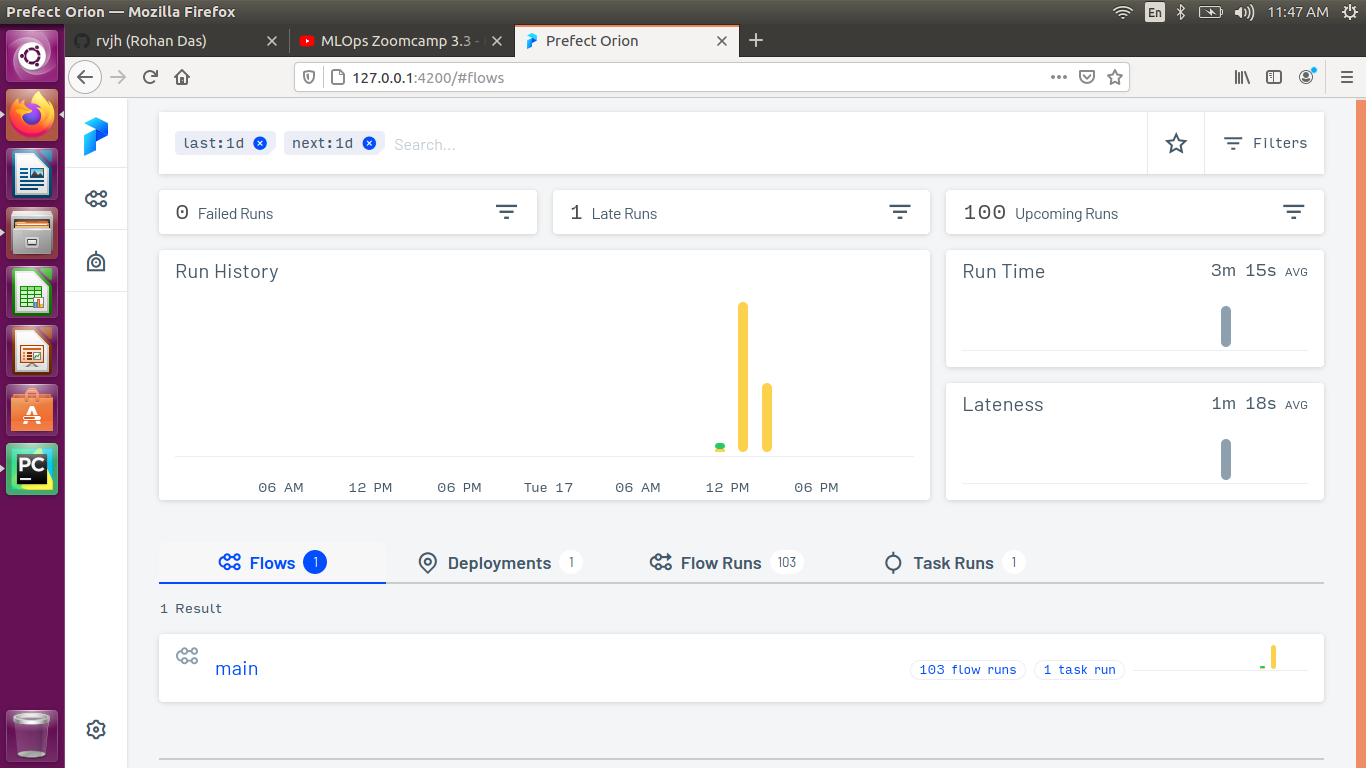 Prefect Orion — Mozilla Firefox
En
11:47 AM
rvjh (Rohan Das)
MLOps Zoomcamp 3.3 -
Prefect Orion
127.0.0.1:4200/#flows
last:1d
next:1d
Search...
Filters
0 Failed Runs
1 Late Runs
100 Upcoming Runs
Run History
06 AM 12 PM 06 PM Tue 17 06 AM 12 PM 06 PM
Run Time 3m 15s AVG
Lateness 1m 18s AVG
Flows 1
Deployments 1
Flow Runs 103
Task Runs 1
1 Result
main
103 flow runs
1 task run
PC